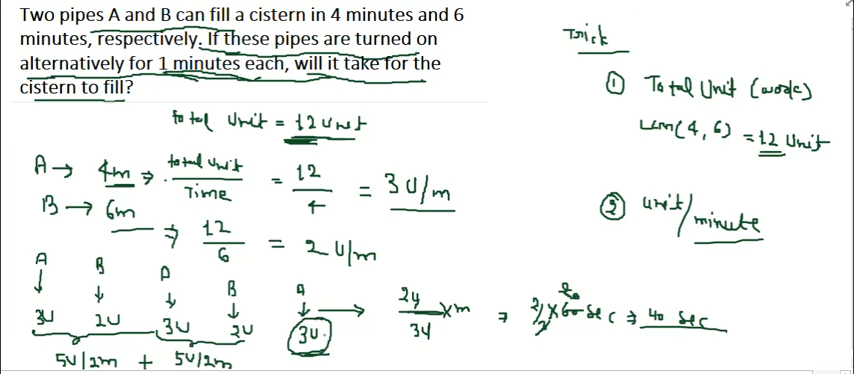 Two pipes A and B can fill a cistern in 4 minutes and 6
minutes, respectively. If these pipes are turned on
alternatively for 1 minutes each, will it take for the
cistern to fill?
Trick
① Total Unit (work)
Lcm(4, 6) = 12 Unit
② unit/minute
total Unit = 12 Unit
A → 4m ⇒ total unit/Time = 12/4 = 3U/m
B → 6m ⇒ 12/6 = 2U/m
A B A B A
↓ ↓ ↓ ↓ ↓
3U 2U 3U 2U 3U. → 2U/3U × m ⇒ 2/3 × 60 sec ⇒ 40 sec
20
5U/2m + 5U/2m